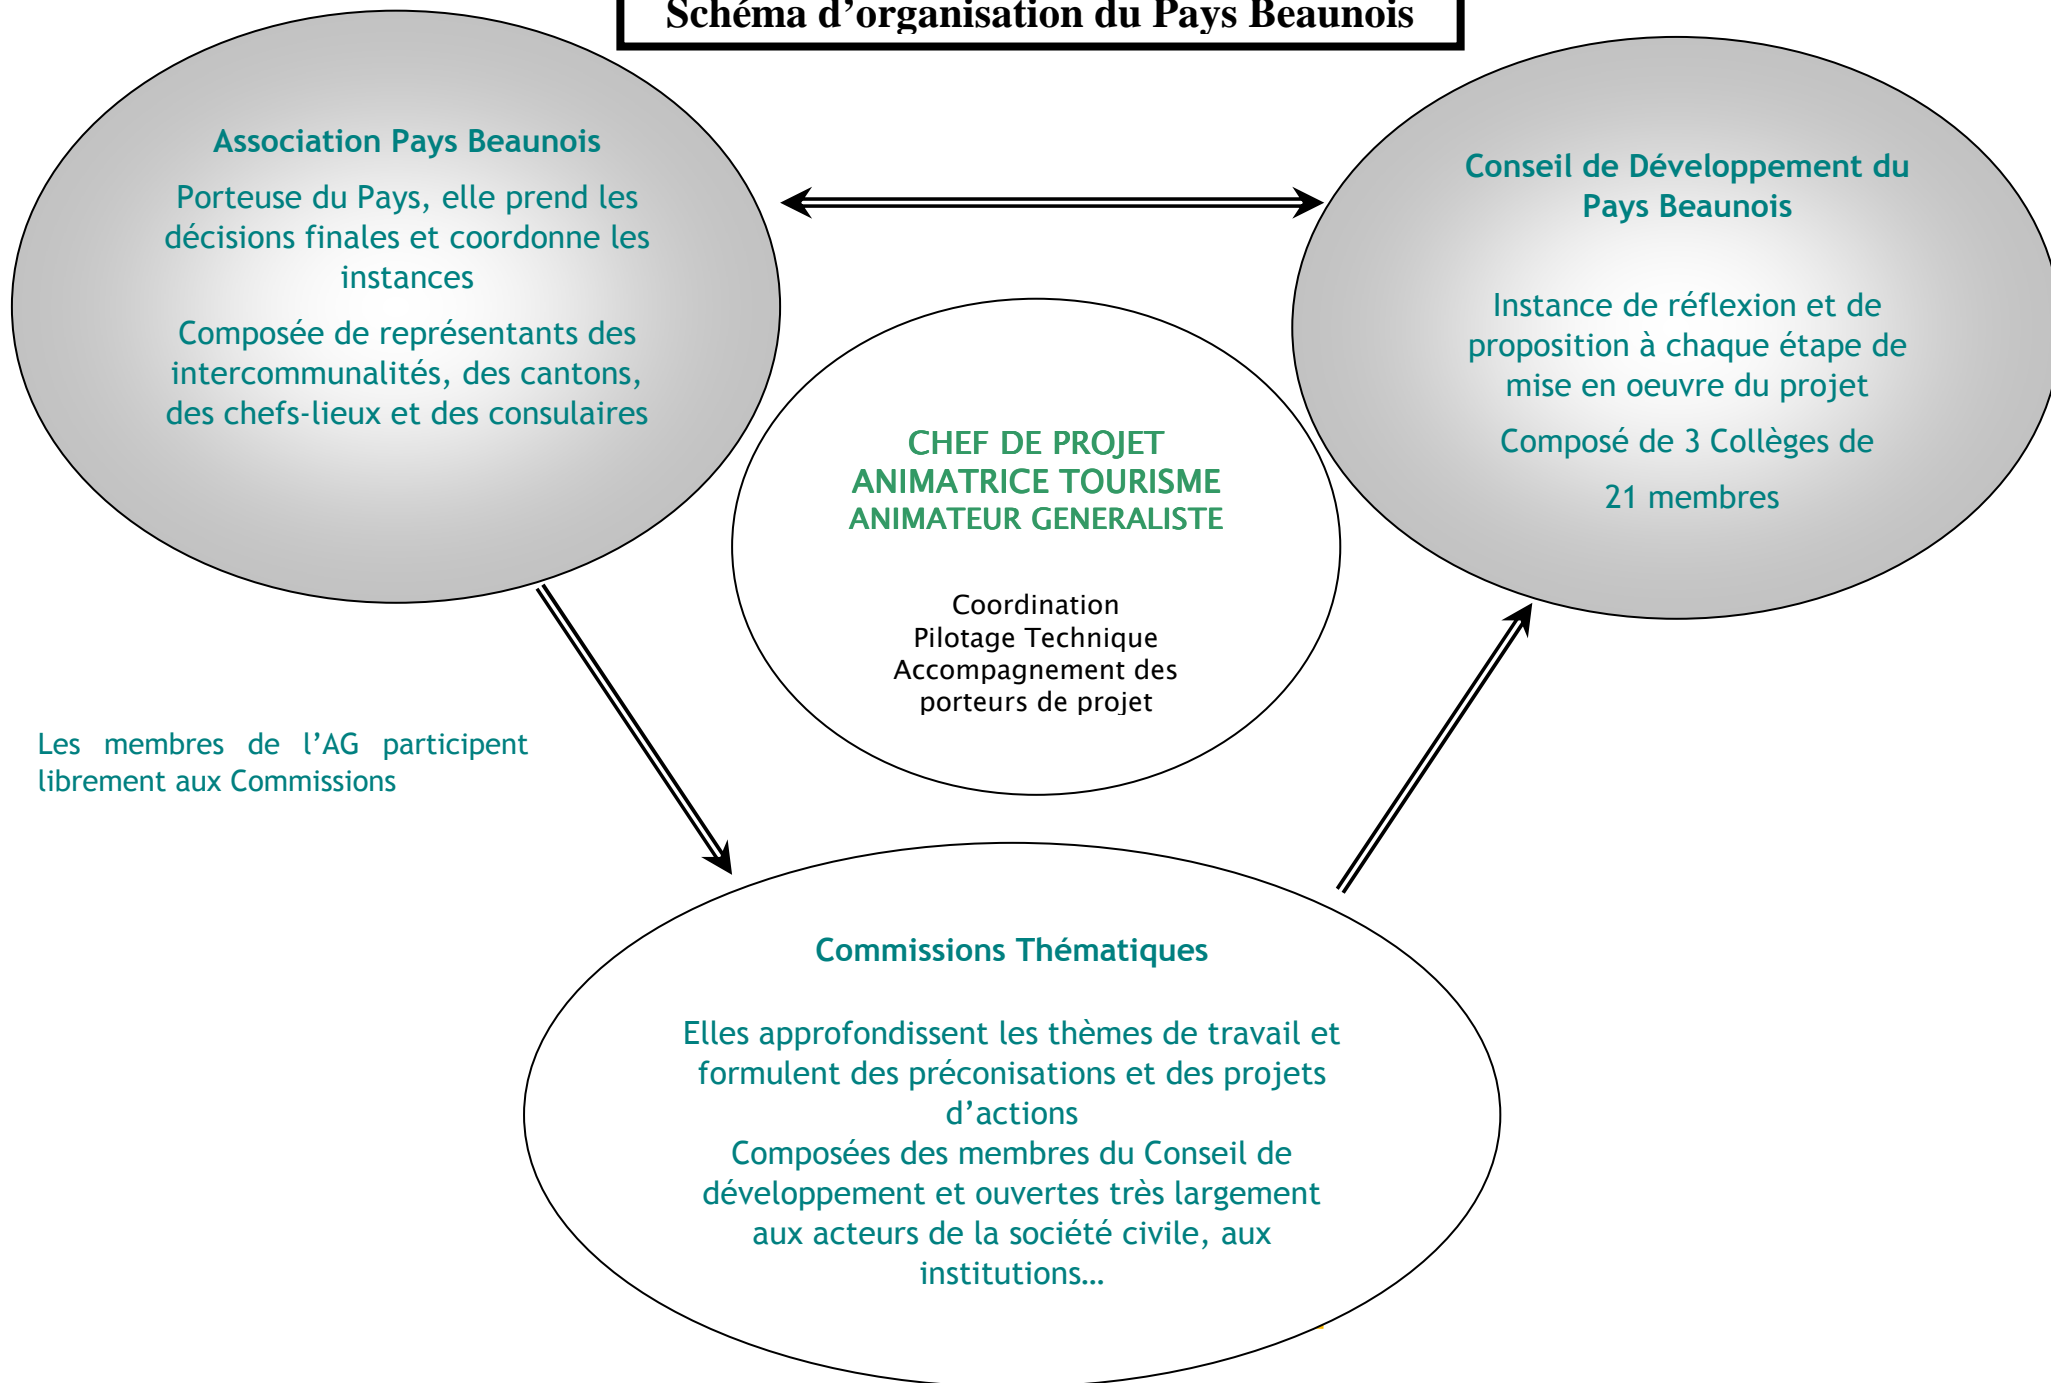 Schéma d’organisation du Pays Beaunois
Association Pays Beaunois
Porteuse du Pays, elle prend les
décisions finales et coordonne les
instances
Composée de représentants des
intercommunalités, des cantons,
des chefs-lieux et des consulaires
Conseil de Développement du
Pays Beaunois
Instance de réflexion et de
proposition à chaque étape de
mise en oeuvre du projet
Composé de 3 Collèges de
21 membres
CHEF DE PROJET
ANIMATRICE TOURISME
ANIMATEUR GENERALISTE
Coordination
Pilotage Technique
Accompagnement des
porteurs de projet
Les membres de l’AG participent
librement aux Commissions
Commissions Thématiques
Elles approfondissent les thèmes de travail et
formulent des préconisations et des projets
d’actions
Composées des membres du Conseil de
développement et ouvertes très largement
aux acteurs de la société civile, aux
institutions…